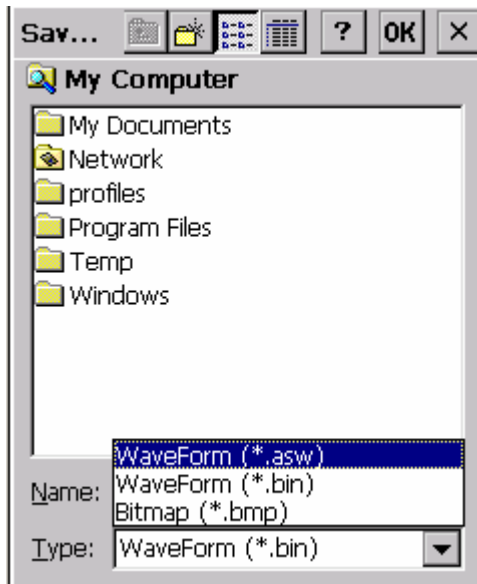 Sav... ? OK ×
My Computer
My Documents
Network
profiles
Program Files
Temp
Windows
WaveForm (*.asw)
Name: WaveForm (*.bin)
Bitmap (*.bmp)
Type: WaveForm (*.bin)